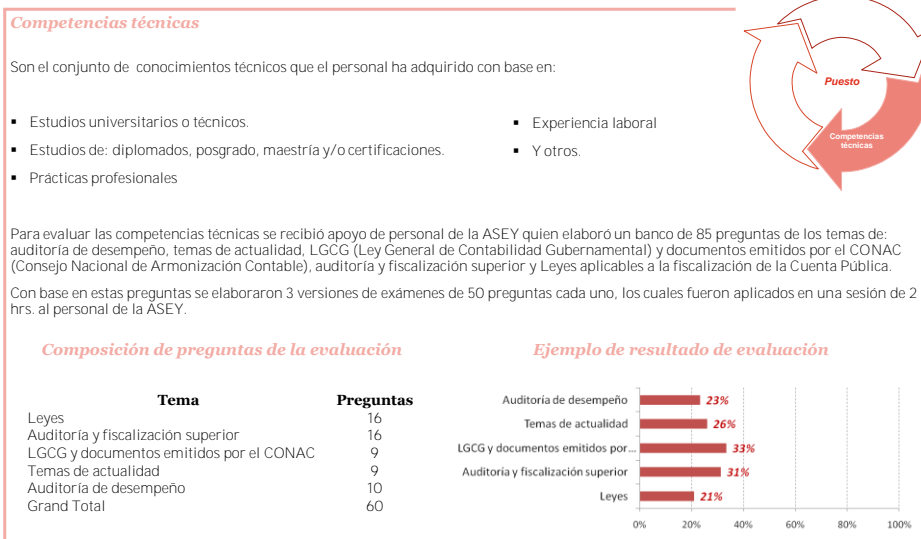 Competencias técnicas
Puesto
Competencias
técnicas
Son el conjunto de conocimientos técnicos que el personal ha adquirido con base en:
▪ Estudios universitarios o técnicos.
▪ Estudios de: diplomados, posgrado, maestría y/o certificaciones.
▪ Prácticas profesionales
▪ Experiencia laboral
▪ Y otros.
Para evaluar las competencias técnicas se recibió apoyo de personal de la ASEY quien elaboró un banco de 85 preguntas de los temas de:
auditoría de desempeño, temas de actualidad, LGCG (Ley General de Contabilidad Gubernamental) y documentos emitidos por el CONAC
(Consejo Nacional de Armonización Contable), auditoría y fiscalización superior y Leyes aplicables a la fiscalización de la Cuenta Pública.
Con base en estas preguntas se elaboraron 3 versiones de exámenes de 50 preguntas cada uno, los cuales fueron aplicados en una sesión de 2
hrs. al personal de la ASEY.
Composición de preguntas de la evaluación
Tema Preguntas
Leyes 16
Auditoría y fiscalización superior 16
LGCG y documentos emitidos por el CONAC 9
Temas de actualidad 9
Auditoría de desempeño 10
Grand Total 60
Ejemplo de resultado de evaluación
Auditoría de desempeño 23%
Temas de actualidad 26%
LGCG y documentos emitidos por... 33%
Auditoría y fiscalización superior 31%
Leyes 21%
0% 20% 40% 60% 80% 100%